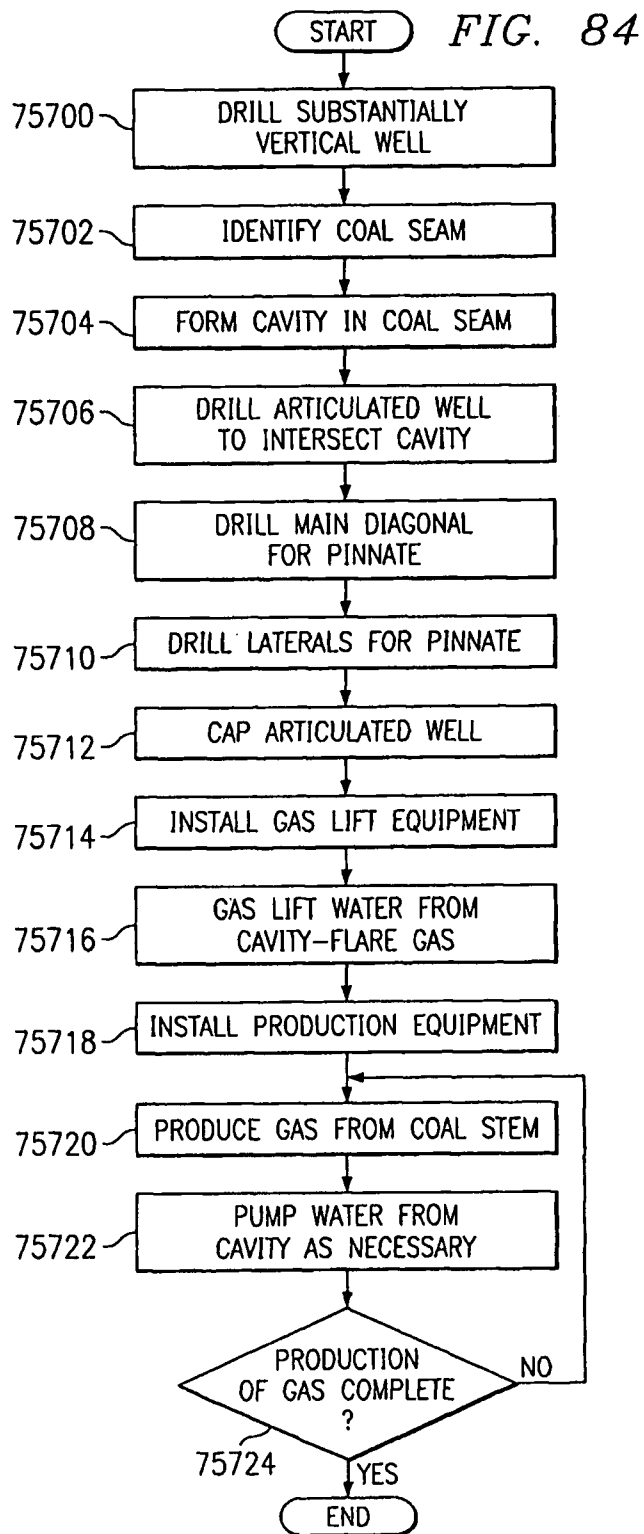 START
FIG. 84
75700
DRILL SUBSTANTIALLY
VERTICAL WELL
75702
IDENTIFY COAL SEAM
75704
FORM CAVITY IN COAL SEAM
75706
DRILL ARTICULATED WELL
TO INTERSECT CAVITY
75708
DRILL MAIN DIAGONAL
FOR PINNATE
75710
DRILL LATERALS FOR PINNATE
75712
CAP ARTICULATED WELL
75714
INSTALL GAS LIFT EQUIPMENT
75716
GAS LIFT WATER FROM
CAVITY-FLARE GAS
75718
INSTALL PRODUCTION EQUIPMENT
75720
PRODUCE GAS FROM COAL STEM
75722
PUMP WATER FROM
CAVITY AS NECESSARY
PRODUCTION
OF GAS COMPLETE
?
NO
75724
YES
END